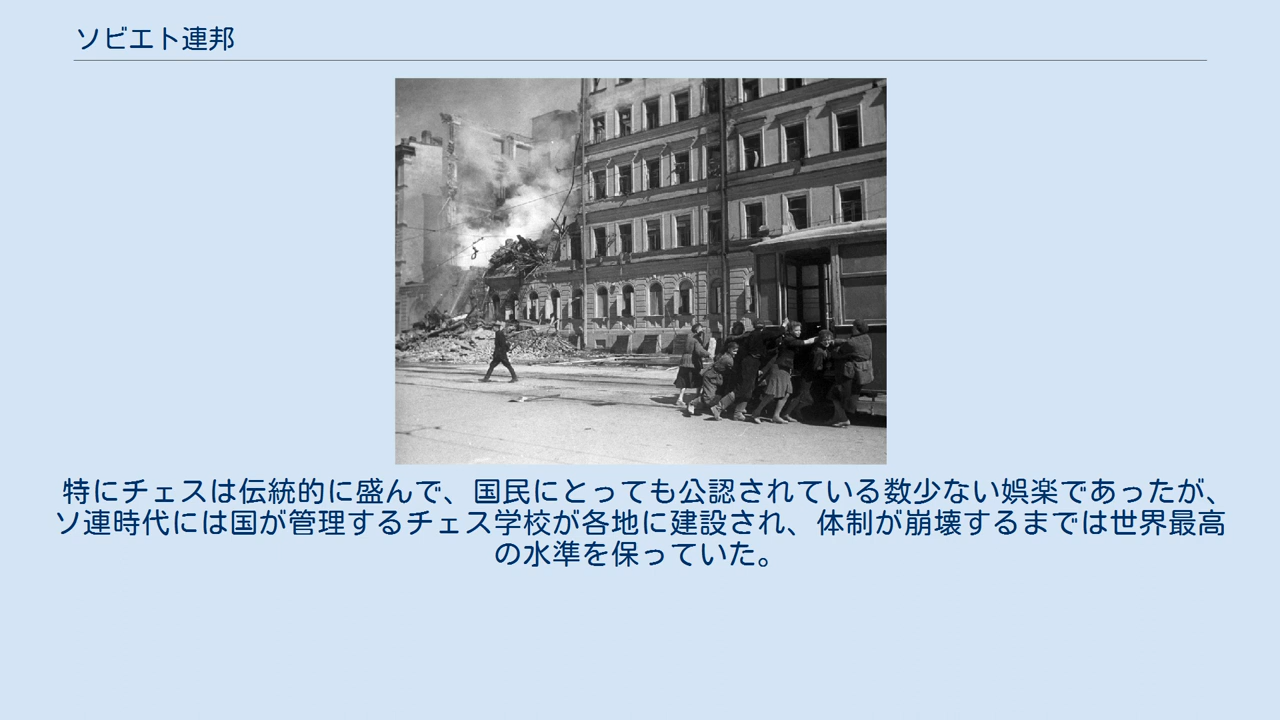 ソビエト連邦
特にチェスは伝統的に盛んで、国民にとっても公認されている数少ない娯楽であったが、
ソ連時代には国が管理するチェス学校が各地に建設され、体制が崩壊するまでは世界最高
の水準を保っていた。